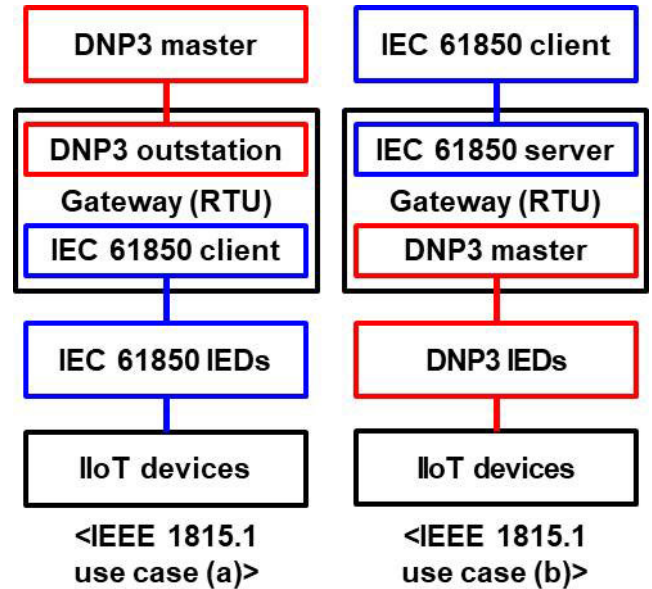 DNP3 master
DNP3 outstation
Gateway (RTU)
IEC 61850 client
IEC 61850 IEDs
IIoT devices
<IEEE 1815.1
use case (a)>
IEC 61850 client
IEC 61850 server
Gateway (RTU)
DNP3 master
DNP3 IEDs
IIoT devices
<IEEE 1815.1
use case (b)>